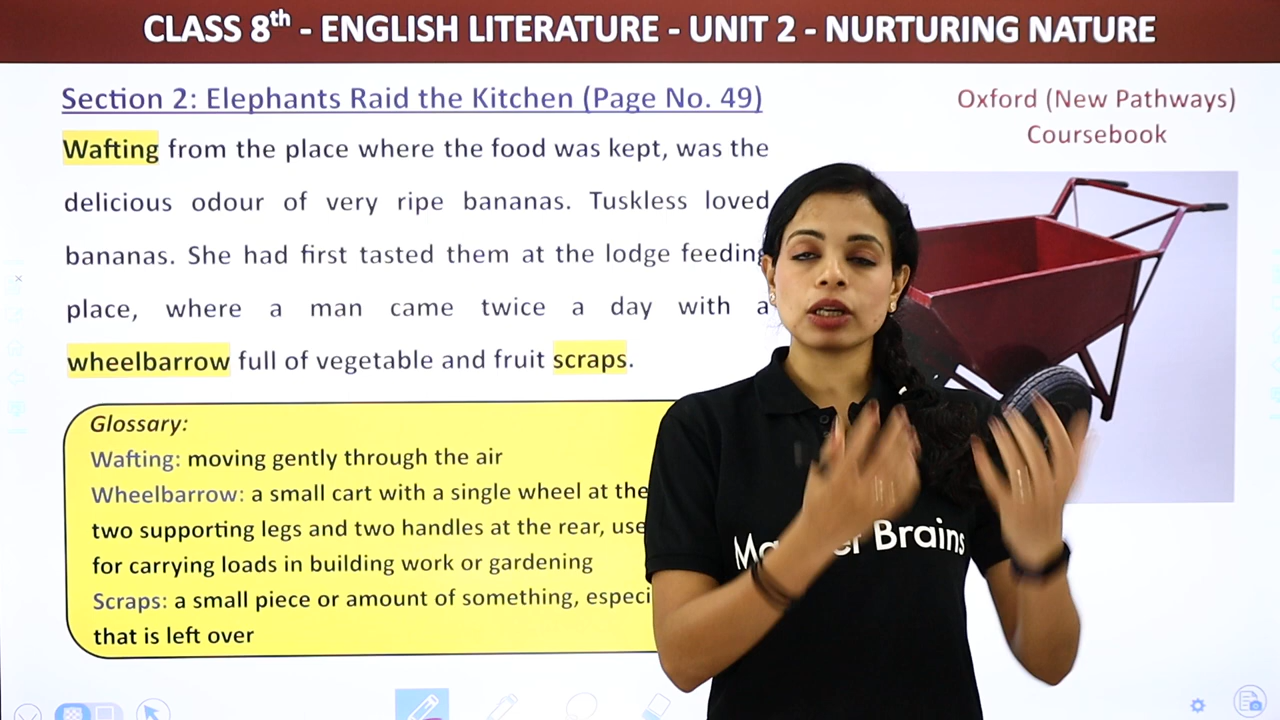 CLASS 8th - ENGLISH LITERATURE - UNIT 2 - NURTURING NATURE
Section 2: Elephants Raid the Kitchen (Page No. 49)
Oxford (New Pathways)
Coursebook
Wafting from the place where the food was kept, was the
delicious odour of very ripe bananas. Tuskless loved
bananas. She had first tasted them at the lodge feeding
place, where a man came twice a day with a
wheelbarrow full of vegetable and fruit scraps.
Glossary:
Wafting: moving gently through the air
Wheelbarrow: a small cart with a single wheel at the
two supporting legs and two handles at the rear, use
for carrying loads in building work or gardening
Scraps: a small piece or amount of something, especi
that is left over
Brains